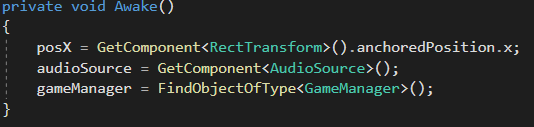 private void Awake()
{
posX = GetComponent<RectTransform>().anchoredPosition.x;
audioSource = GetComponent<AudioSource>();
gameManager = FindObjectOfType<GameManager>();
}